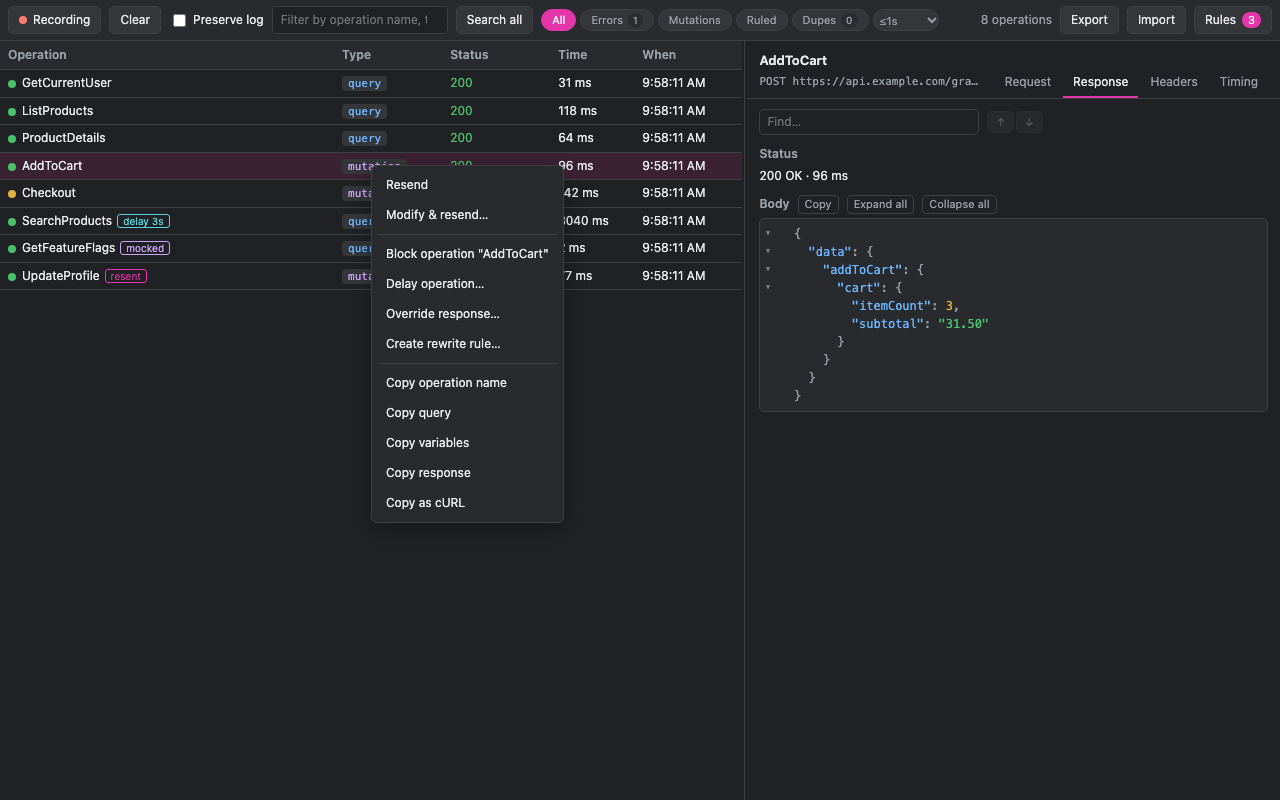 Recording Clear Preserve log Filter by operation name, Search all All Errors 1 Mutations Ruled Dupes 0 ≤1s 8 operations Export Import Rules 3
Operation Type Status Time When
GetCurrentUser query 200 31 ms 9:58:11 AM
ListProducts query 200 118 ms 9:58:11 AM
ProductDetails query 200 64 ms 9:58:11 AM
AddToCart mutation 200 96 ms 9:58:11 AM
Checkout 9:58:11 AM
SearchProducts delay 3s 9:58:11 AM
GetFeatureFlags mocked 9:58:11 AM
UpdateProfile resent 9:58:11 AM
Resend
Modify & resend...
Block operation "AddToCart"
Delay operation...
Override response...
Create rewrite rule...
Copy operation name
Copy query
Copy variables
Copy response
Copy as cURL
AddToCart
POST https://api.example.com/gra…
Request Response Headers Timing
Find...
Status
200 OK · 96 ms
Body Copy Expand all Collapse all
{
"data": {
"addToCart": {
"cart": {
"itemCount": 3,
"subtotal": "31.50"
}
}
}
}